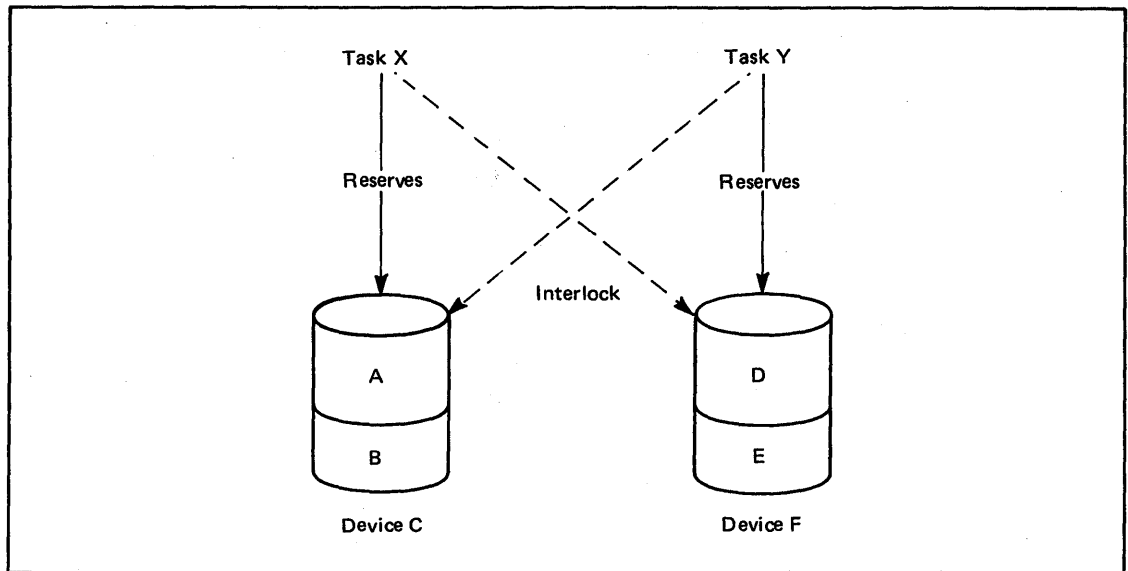 Task X Task Y
Reserves Reserves
Interlock
A D
B E
Device C Device F